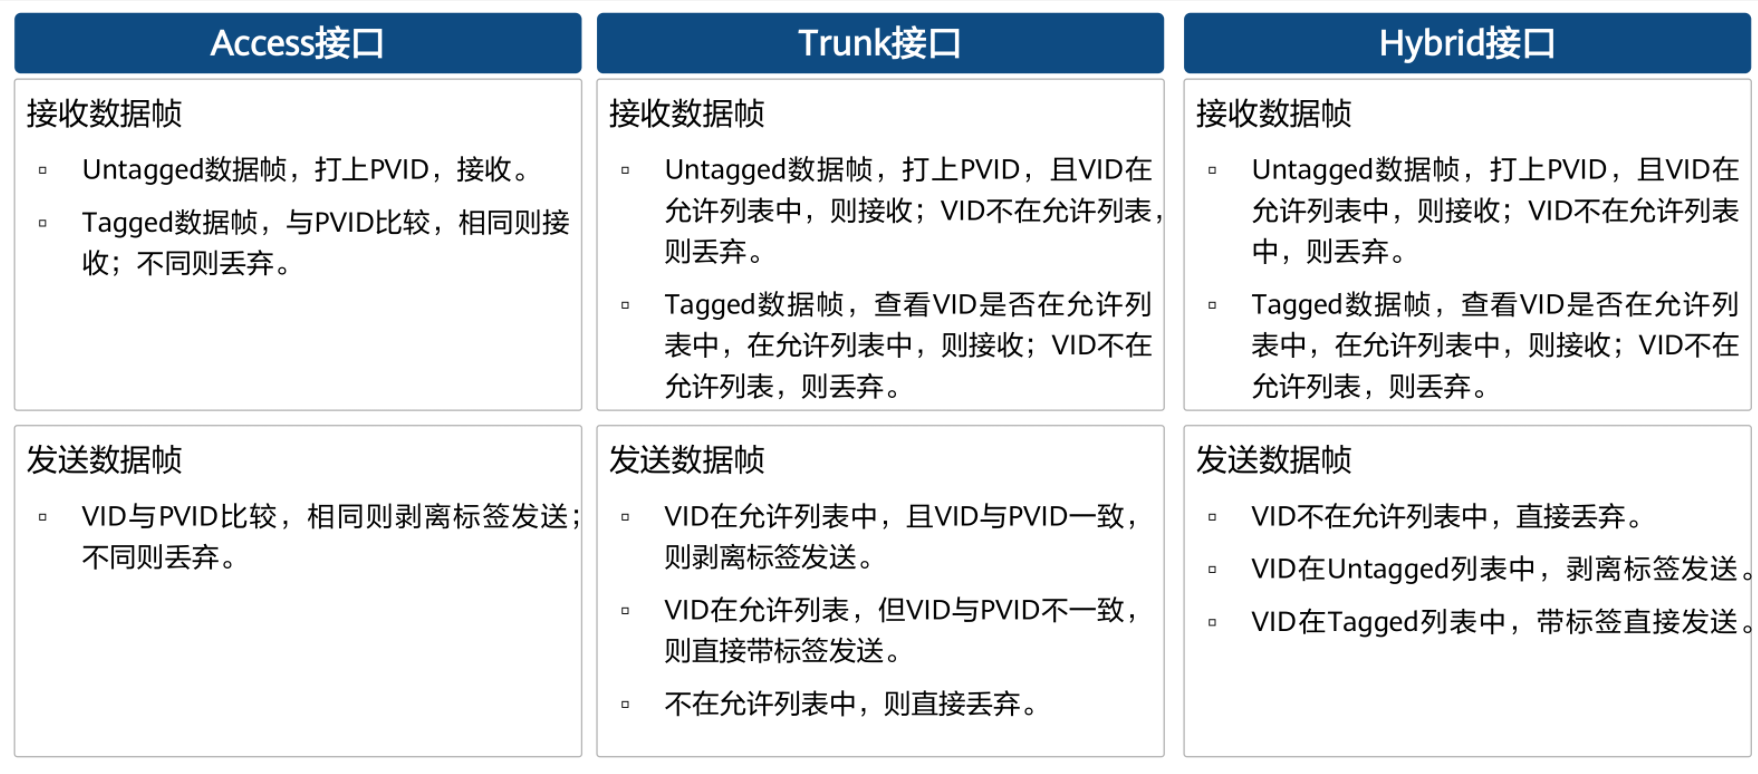 Access接口
接收数据帧
▫ Untagged数据帧，打上PVID，接收。
▫ Tagged数据帧，与PVID比较，相同则接
收；不同则丢弃。
发送数据帧
▫ VID与PVID比较，相同则剥离标签发送；
不同则丢弃。
Trunk接口
接收数据帧
▫ Untagged数据帧，打上PVID，且VID在
允许列表中，则接收；VID不在允许列表，
则丢弃。
▫ Tagged数据帧，查看VID是否在允许列
表中，在允许列表中，则接收；VID不在
允许列表，则丢弃。
发送数据帧
▫ VID在允许列表中，且VID与PVID一致，
则剥离标签发送。
▫ VID在允许列表，但VID与PVID不一致，
则直接带标签发送。
▫ 不在允许列表中，则直接丢弃。
Hybrid接口
接收数据帧
▫ Untagged数据帧，打上PVID，且VID在
允许列表中，则接收；VID不在允许列表
中，则丢弃。
▫ Tagged数据帧，查看VID是否在允许列
表中，在允许列表中，则接收；VID不在
允许列表，则丢弃。
发送数据帧
▫ VID不在允许列表中，直接丢弃。
▫ VID在Untagged列表中，剥离标签发送。
▫ VID在Tagged列表中，带标签直接发送。